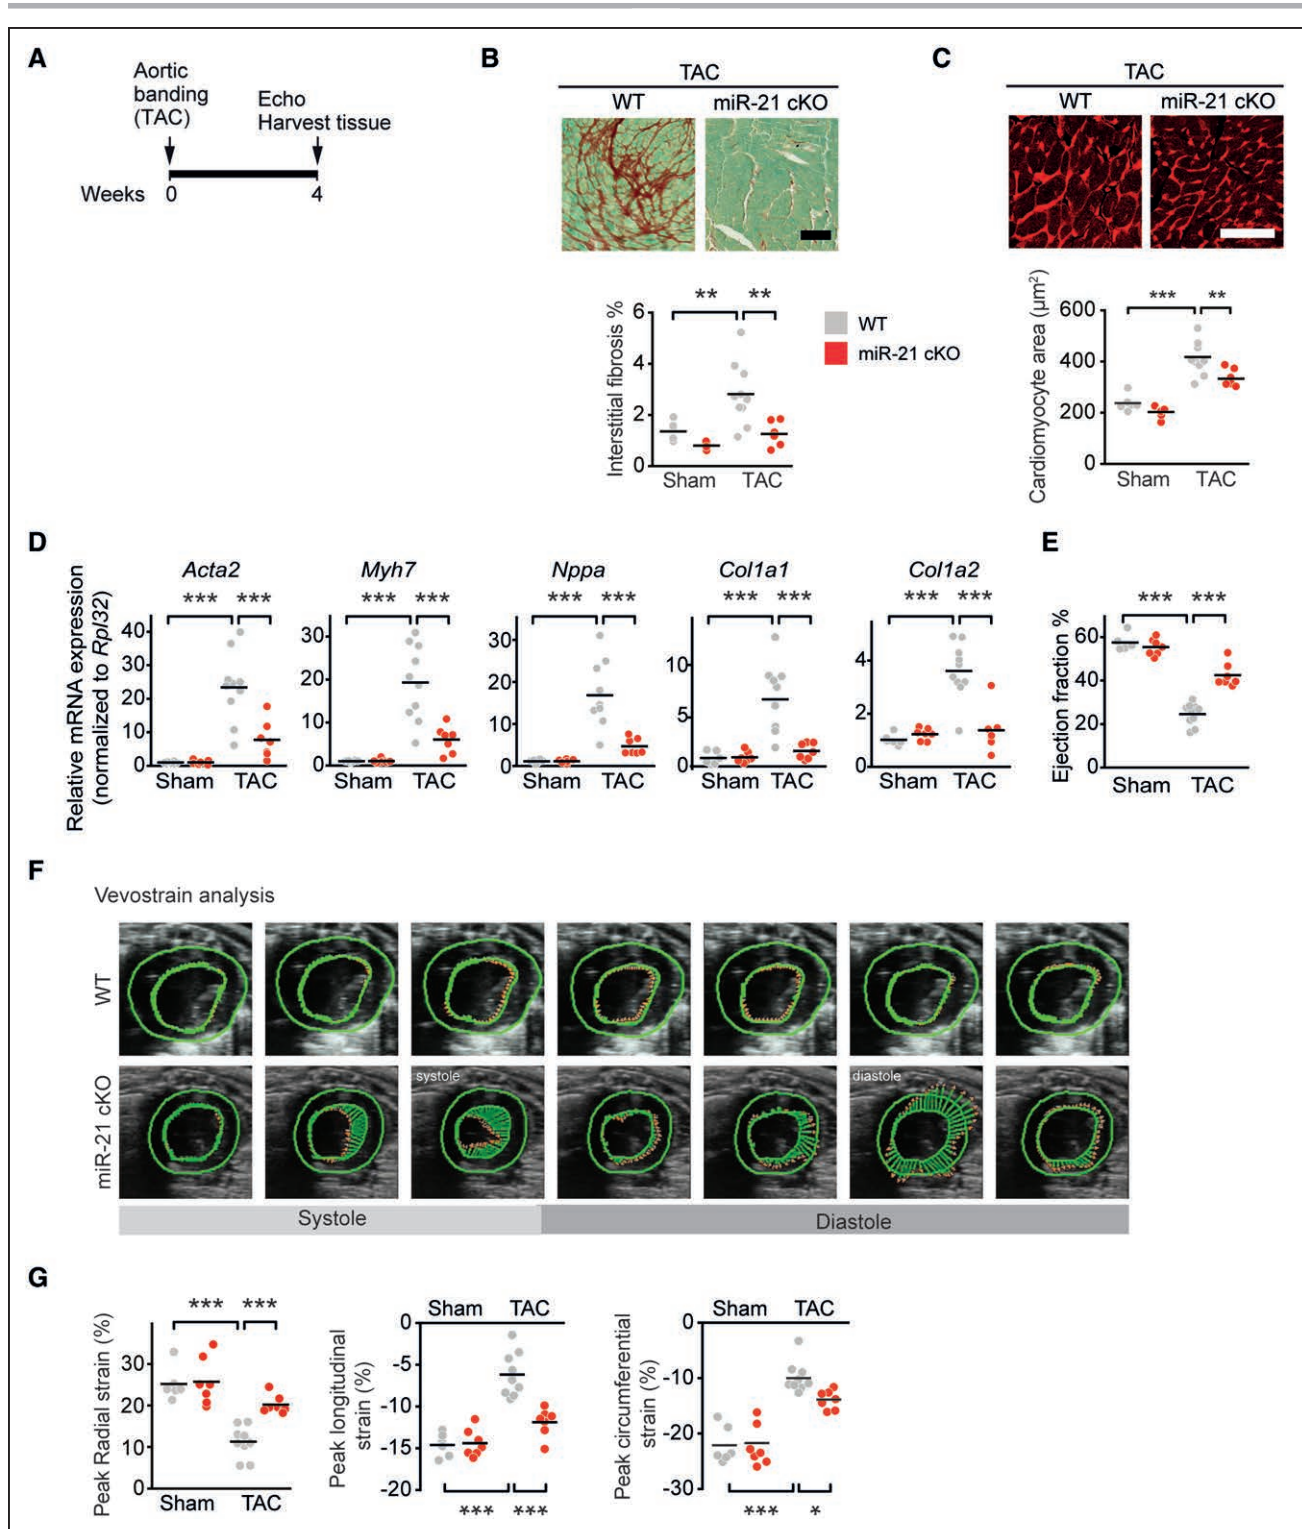 A
Aortic
banding
(TAC)
Echo
Harvest tissue
Weeks 0 4
B
TAC
WT miR-21 cKO
** **
Interstitial fibrosis %
6
4
2
0
Sham TAC
WT
miR-21 cKO
C
TAC
WT miR-21 cKO
*** **
Cardiomyocyte area (µm²)
600
400
200
0
Sham TAC
D
Relative mRNA expression
(normalized to Rpl32)
Acta2
*** ***
40
30
20
10
0
Sham TAC
Myh7
*** ***
30
20
10
0
Sham TAC
Nppa
*** ***
30
20
10
0
Sham TAC
Col1a1
*** ***
10
5
0
Sham TAC
Col1a2
*** ***
4
2
0
Sham TAC
E
*** ***
Ejection fraction %
60
40
20
0
Sham TAC
F
Vevostrain analysis
WT
miR-21 cKO
systole
diastole
Systole Diastole
G
*** ***
Peak Radial strain (%)
30
20
10
0
Sham TAC
Sham TAC
Peak longitudinal
strain (%)
0
-5
-10
-15
-20
*** ***
Sham TAC
Peak circumferential
strain (%)
0
-10
-20
-30
*** *